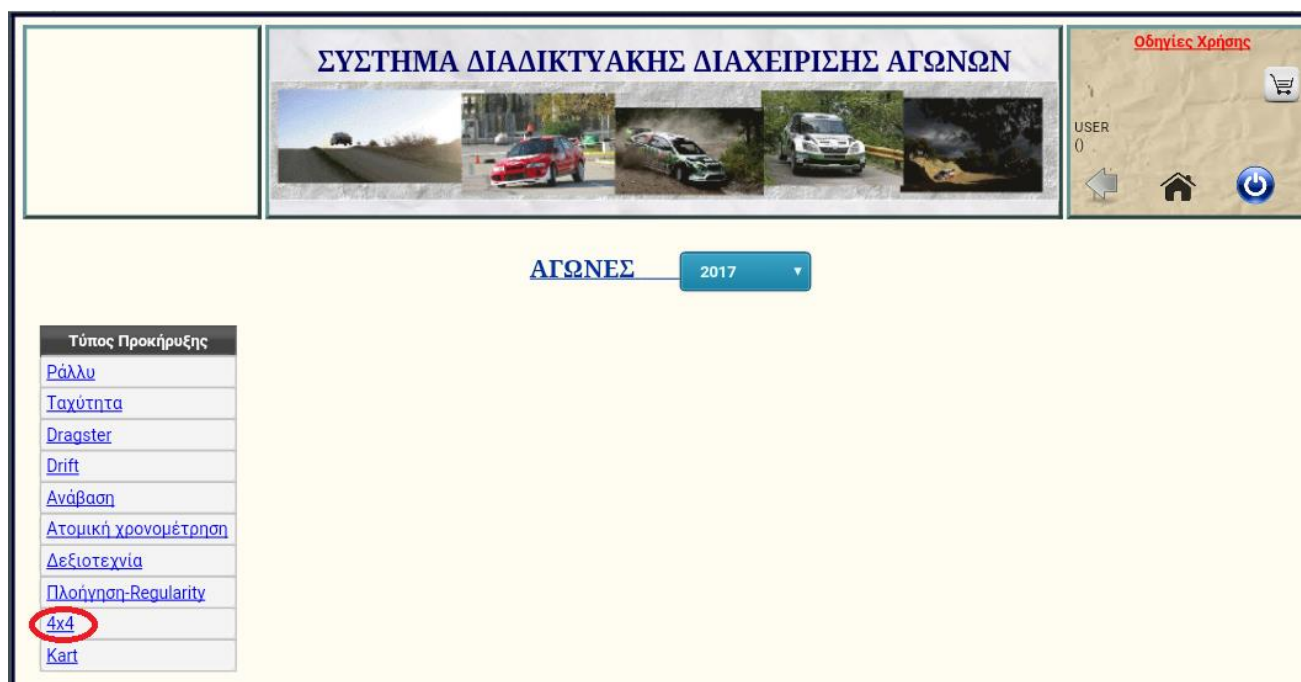 ΣΥΣΤΗΜΑ ΔΙΑΔΙΚΤΥΑΚΗΣ ΔΙΑΧΕΙΡΙΣΗΣ ΑΓΩΝΩΝ
Οδηγίες Χρήσης
USER
()
ΑΓΩΝΕΣ 2017
Τύπος Προκήρυξης
Ράλλυ
Ταχύτητα
Dragster
Drift
Ανάβαση
Ατομική χρονομέτρηση
Δεξιοτεχνία
Πλοήγηση-Regularity
4x4
Kart